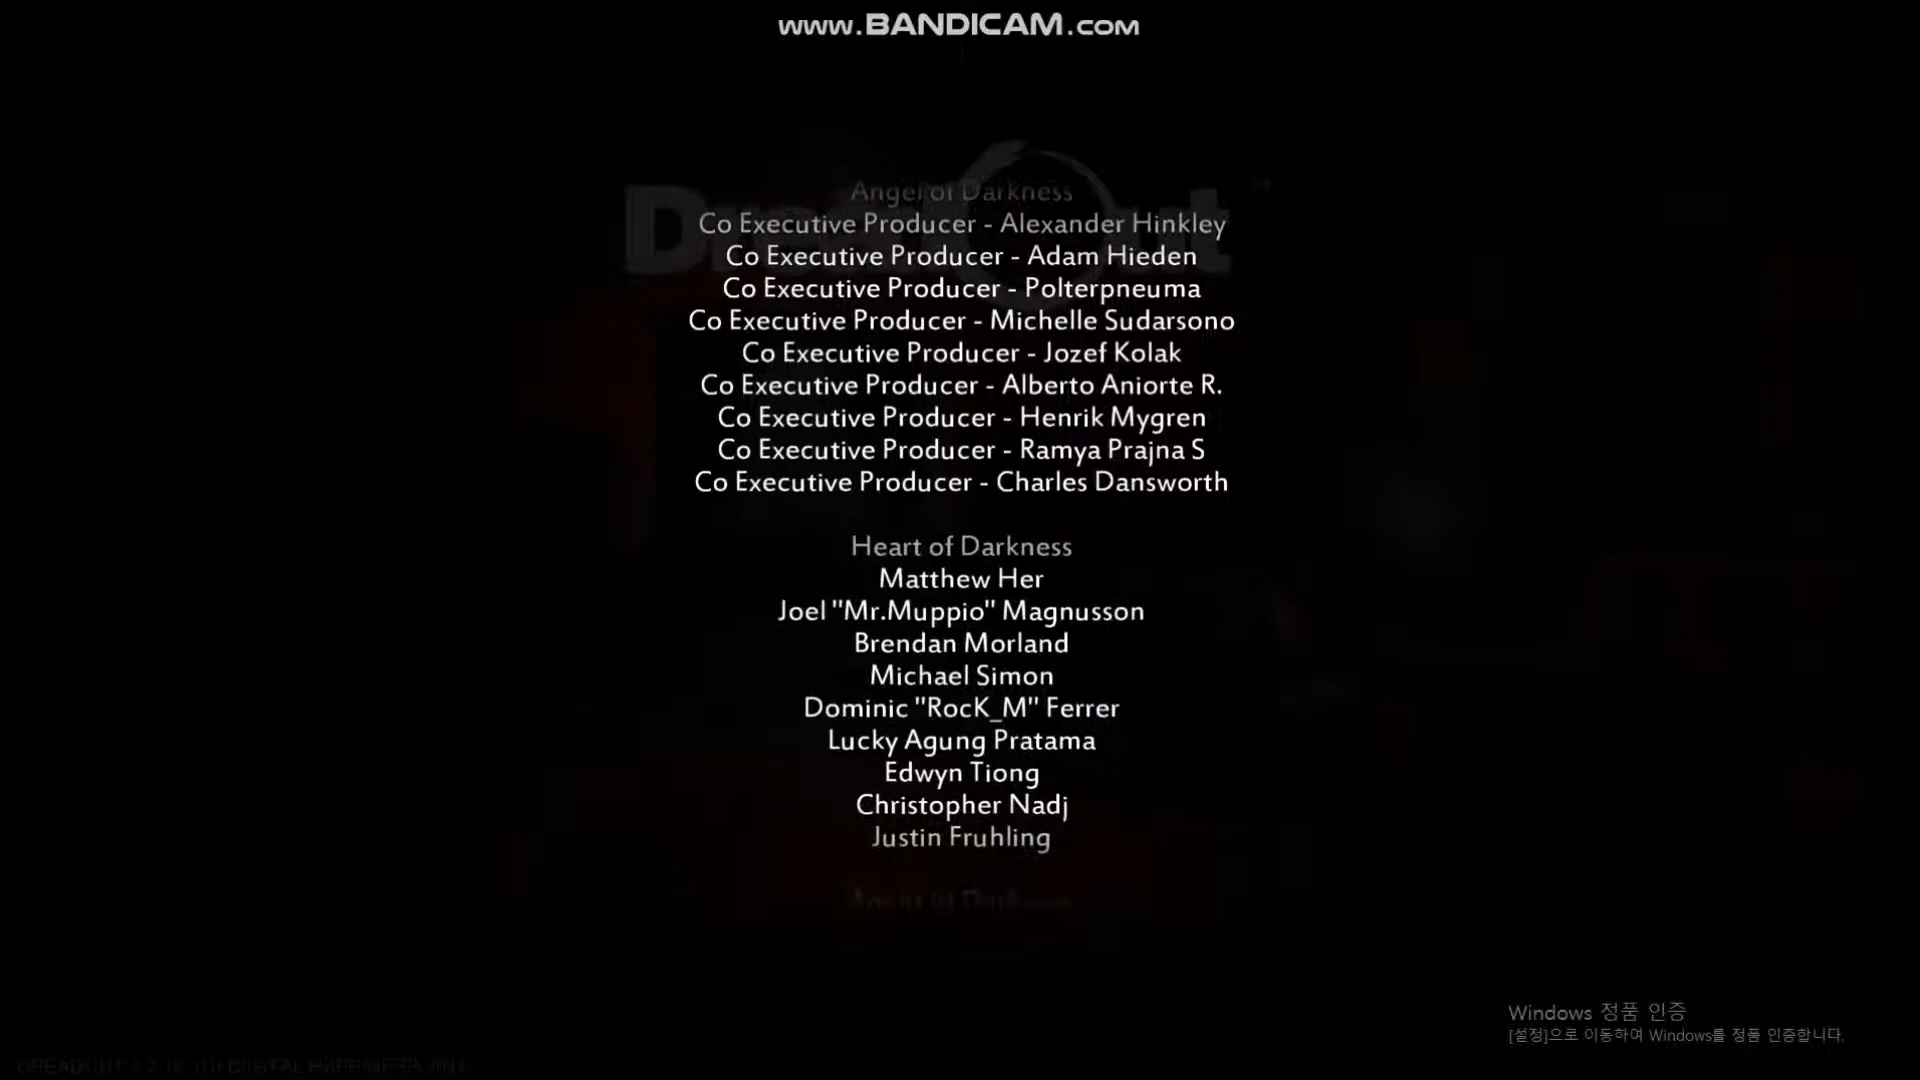 www.BANDICAM.com
DreadOut
Angel of Darkness
Co Executive Producer - Alexander Hinkley
Co Executive Producer - Adam Hieden
Co Executive Producer - Polterpneuma
Co Executive Producer - Michelle Sudarsono
Co Executive Producer - Jozef Kolak
Co Executive Producer - Alberto Aniorte R.
Co Executive Producer - Henrik Mygren
Co Executive Producer - Ramya Prajna S
Co Executive Producer - Charles Dansworth
Heart of Darkness
Matthew Her
Joel "Mr.Muppio" Magnusson
Brendan Morland
Michael Simon
Dominic "RocK_M" Ferrer
Lucky Agung Pratama
Edwyn Tiong
Christopher Nadj
Justin Fruhling
Windows 정품 인증
[설정]으로 이동하여 Windows를 정품 인증합니다.